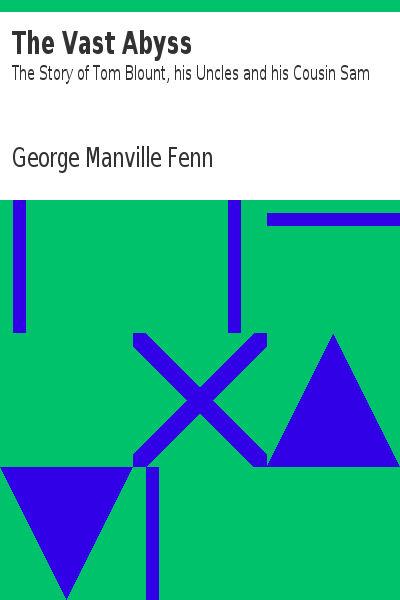 The Vast Abyss
The Story of Tom Blount, his Uncles and his Cousin Sam
George Manville Fenn